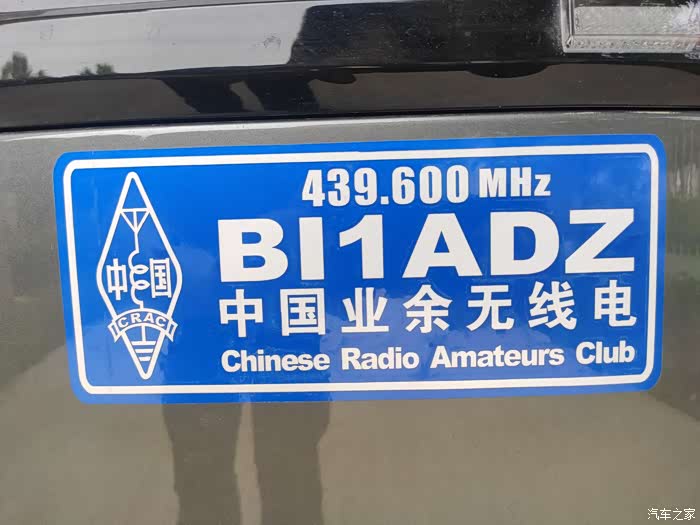 439.600 MHz
BI1ADZ
中国业余无线电
Chinese Radio Amateurs Club
中国
CRAC
汽车之家